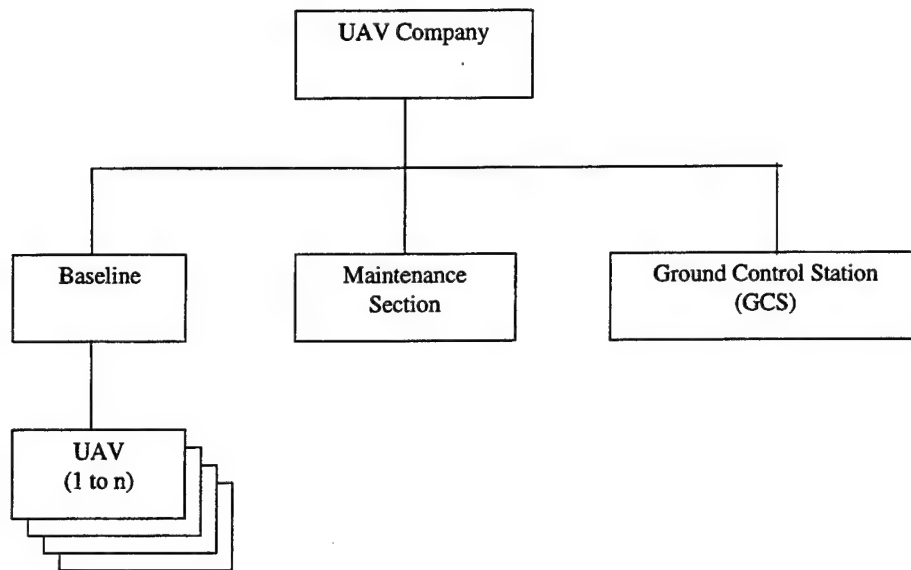 UAV Company
Baseline
Maintenance
Section
Ground Control Station
(GCS)
UAV
(1 to n)